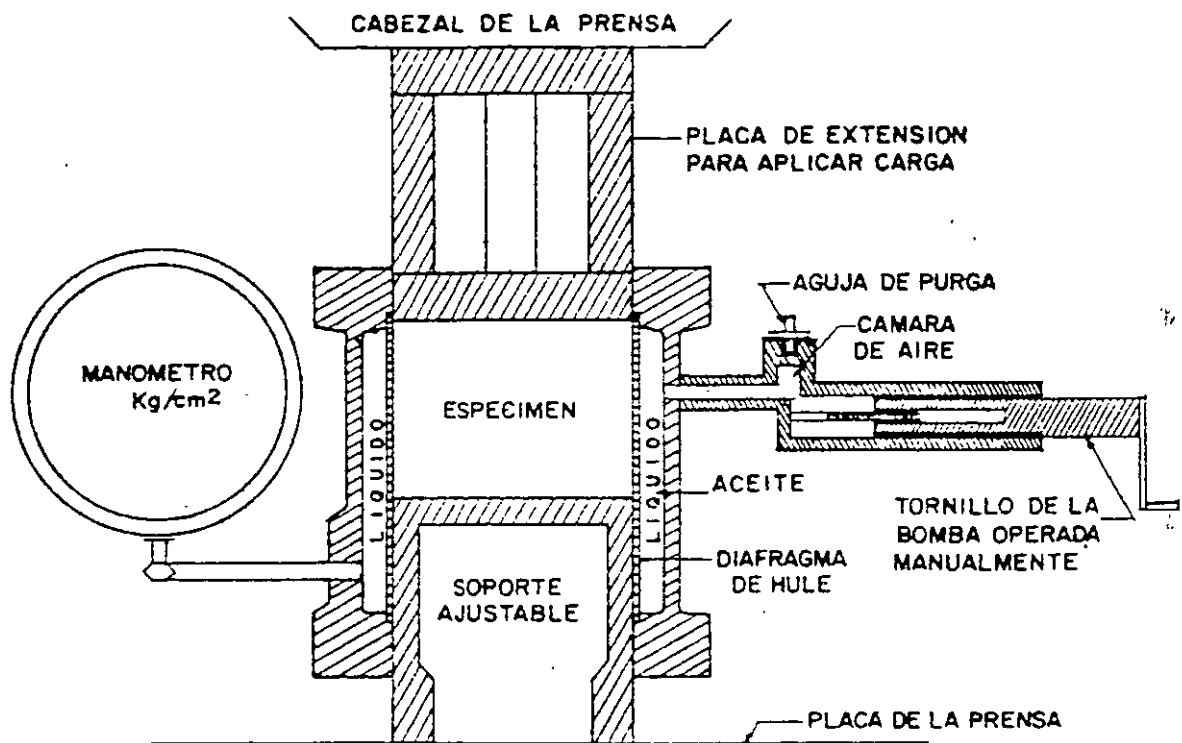 CABEZAL DE LA PRENSA
PLACA DE EXTENSION
PARA APLICAR CARGA
AGUJA DE PURGA
CAMARA
DE AIRE
MANOMETRO
Kg/cm2
ESPECIMEN
LIQUIDO
LIQUIDO
ACEITE
TORNILLO DE LA
BOMBA OPERADA
MANUALMENTE
DIAFRAGMA
DE HULE
SOPORTE
AJUSTABLE
PLACA DE LA PRENSA